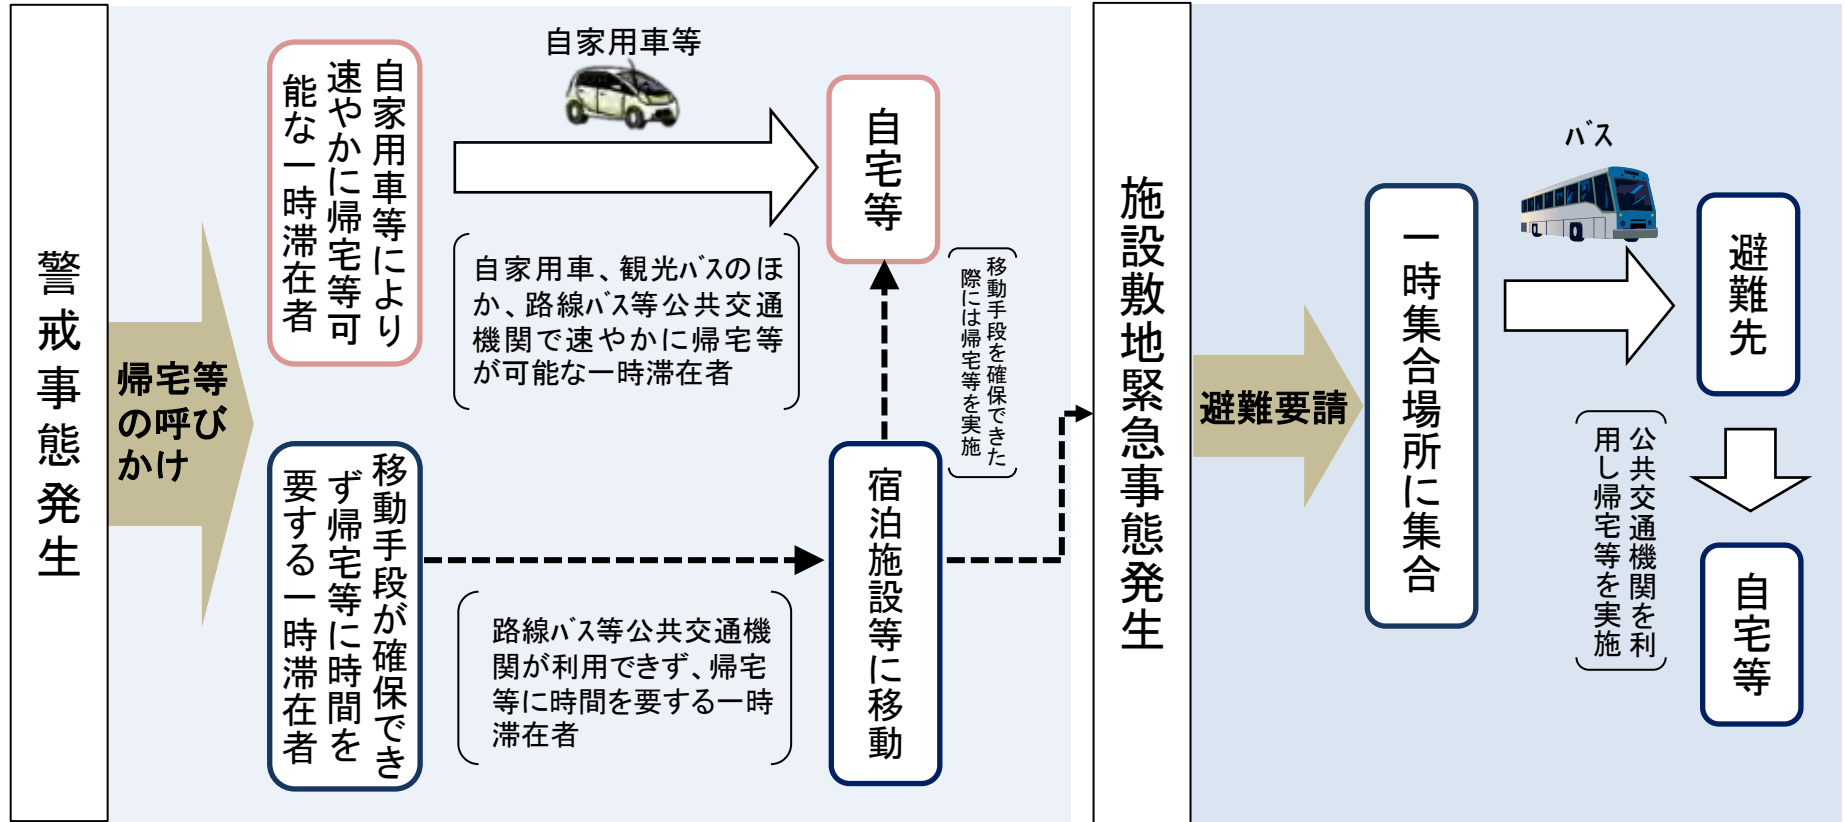 警戒事態発生
帰宅等
の呼び
かけ
自家用車等により
速やかに帰宅等可
能な一時滞在者
自家用車等
自宅等
自家用車、観光ﾊﾞｽのほ
か、路線ﾊﾞｽ等公共交通
機関で速やかに帰宅等
が可能な一時滞在者
移動手段を確保できた
際には帰宅等を実施
移動手段が確保でき
ず帰宅等に時間を
要する一時滞在者
路線ﾊﾞｽ等公共交通機
関が利用できず、帰宅
等に時間を要する一時
滞在者
宿泊施設等に移動
施設敷地緊急事態発生
避難要請
一時集合場所に集合
ﾊﾞｽ
避難先
公共交通機関を利
用し帰宅等を実施
自宅等